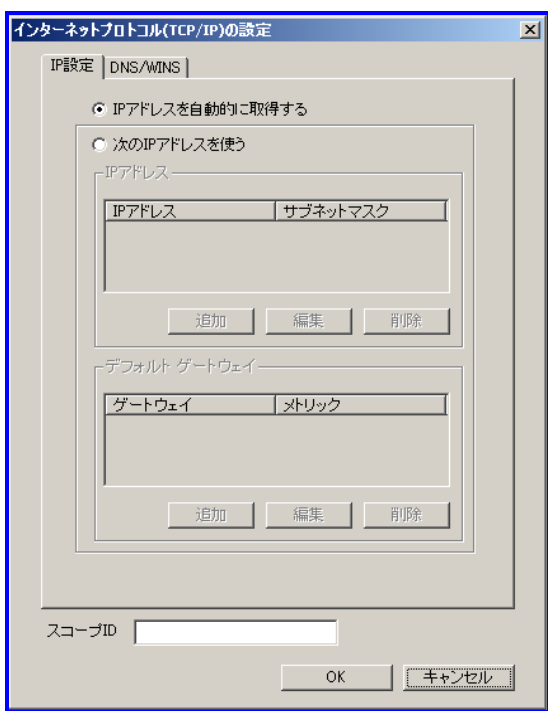 インターネットプロトコル(TCP/IP)の設定
IP設定 DNS/WINS
IPアドレスを自動的に取得する
次のIPアドレスを使う
IPアドレス
IPアドレス サブネットマスク
追加 編集 削除
デフォルト ゲートウェイ
ゲートウェイ メトリック
追加 編集 削除
スコープID
OK キャンセル